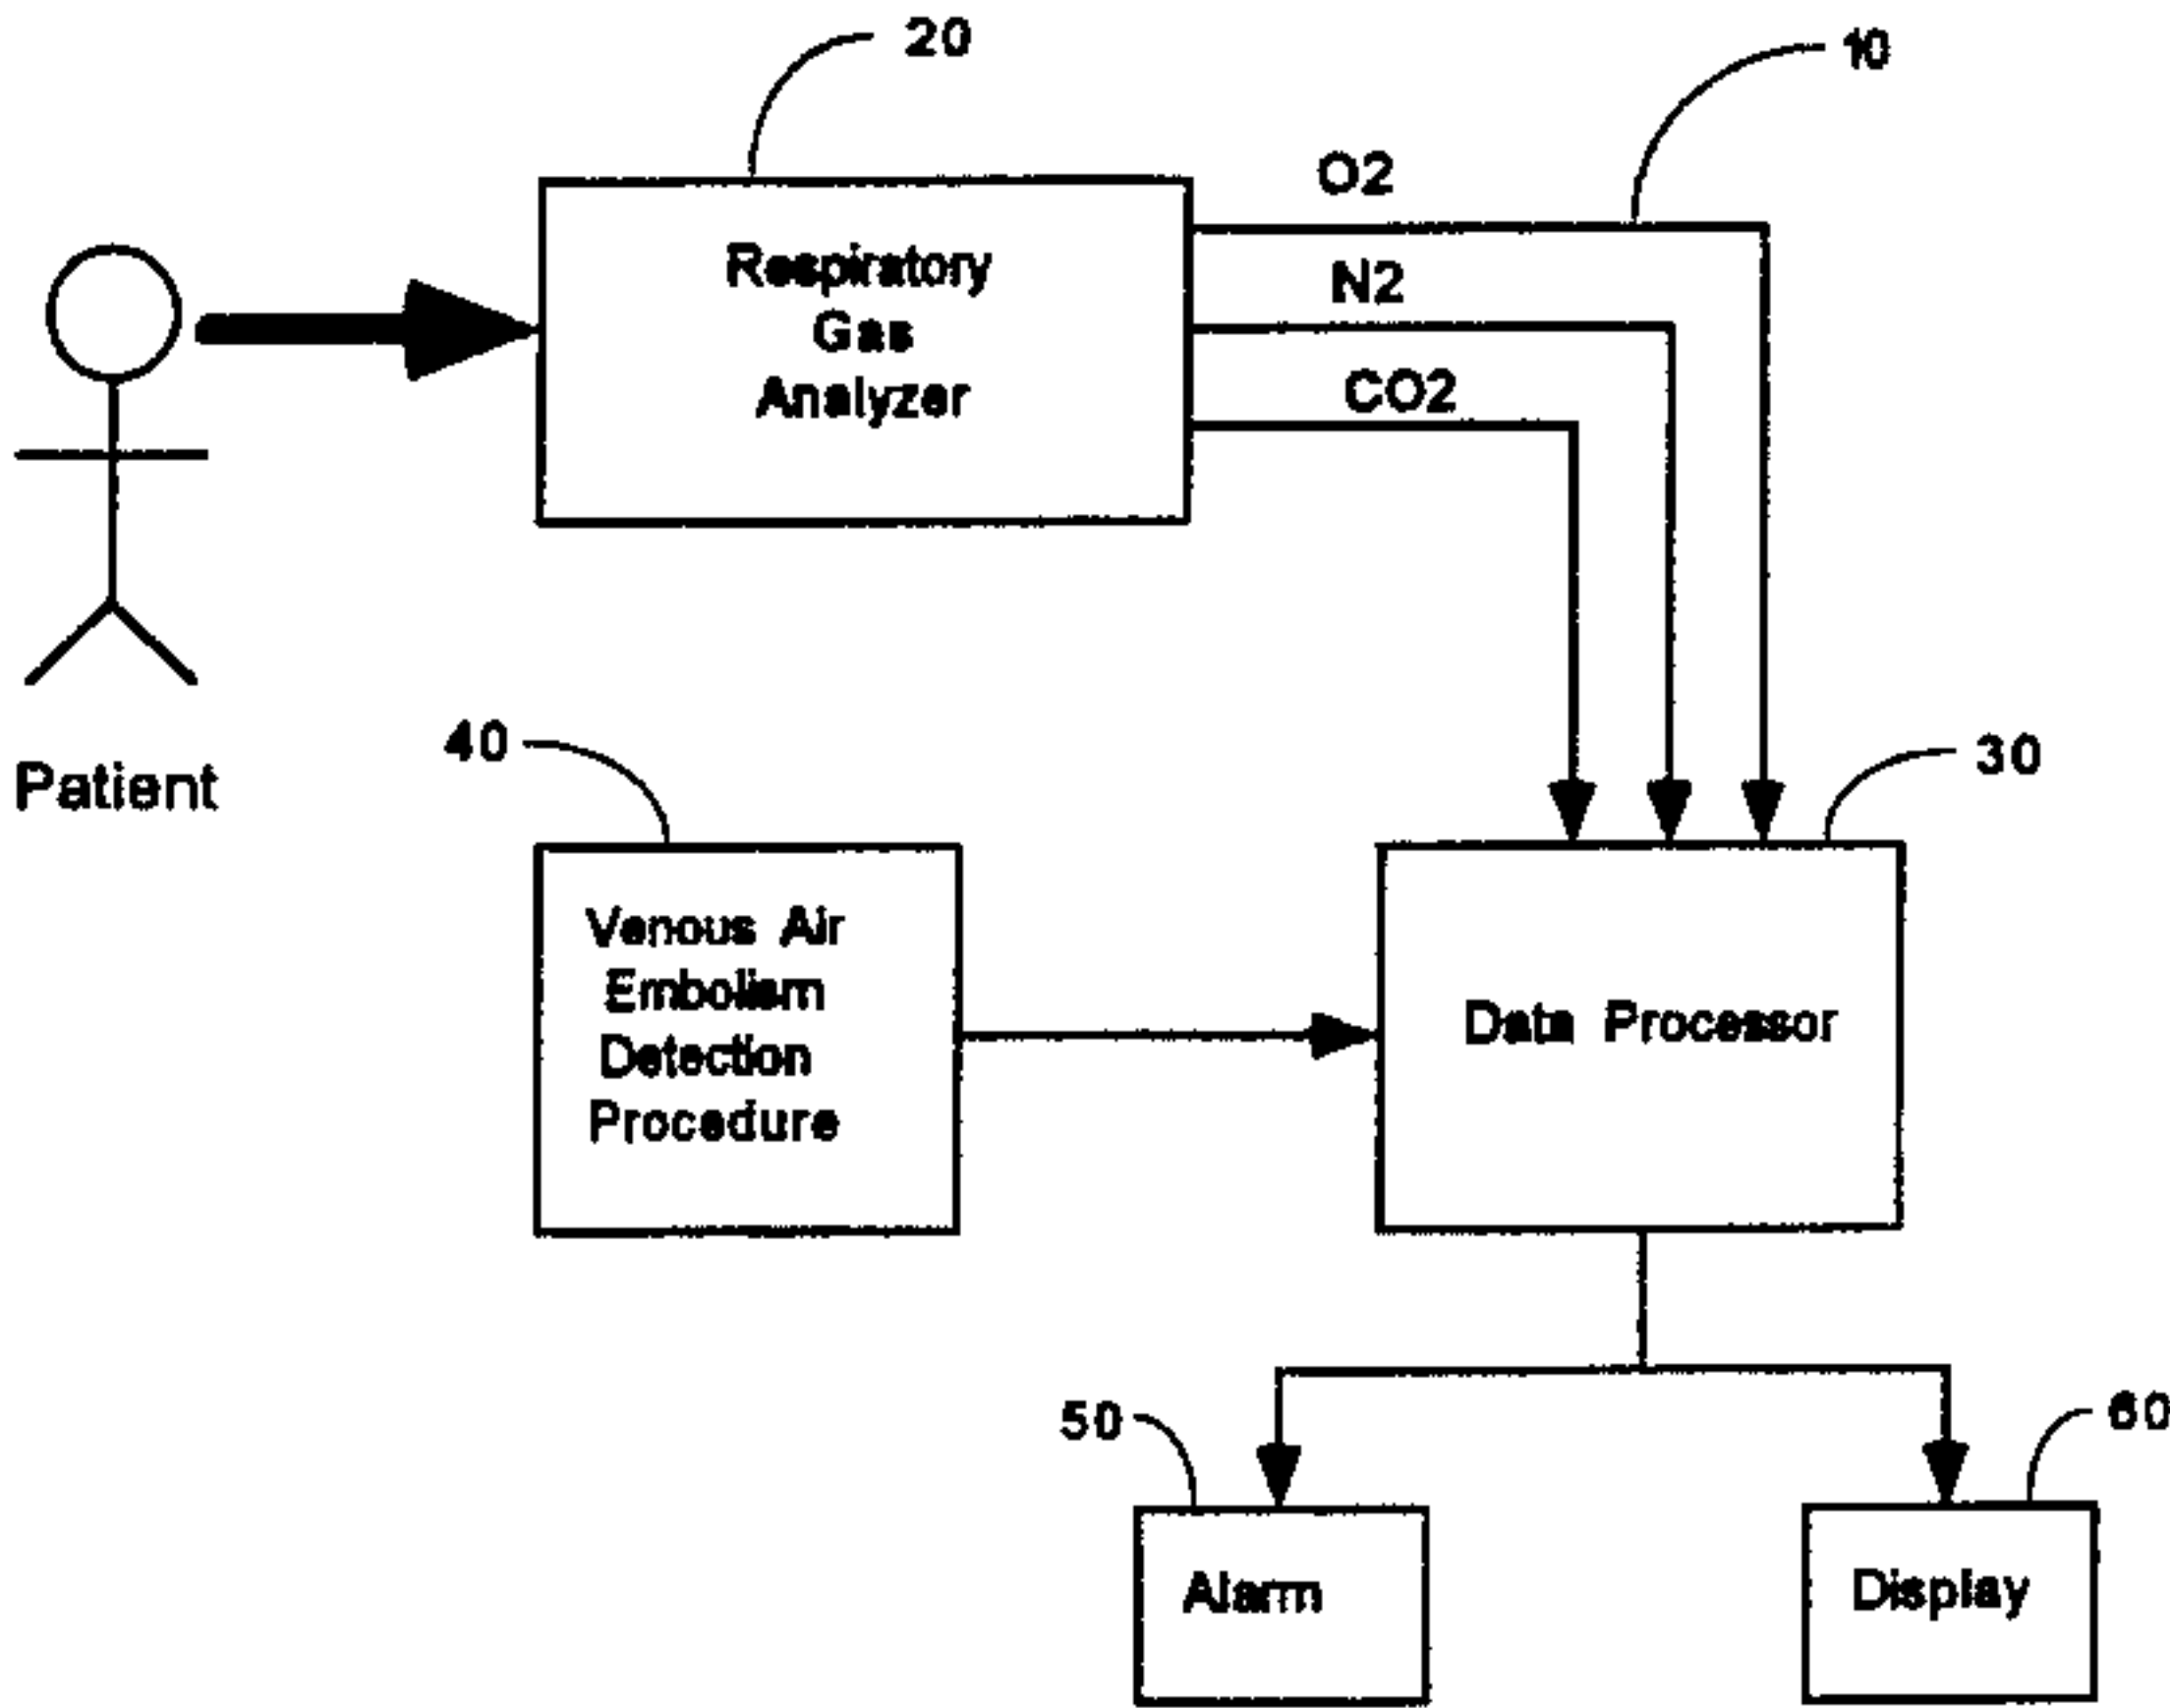 20
10
O2
Respiratory
Gas
Analyzer
N2
CO2
Patient
40
30
Venous Air
Embolism
Detection
Procedure
Data Processor
50
60
Alarm
Display